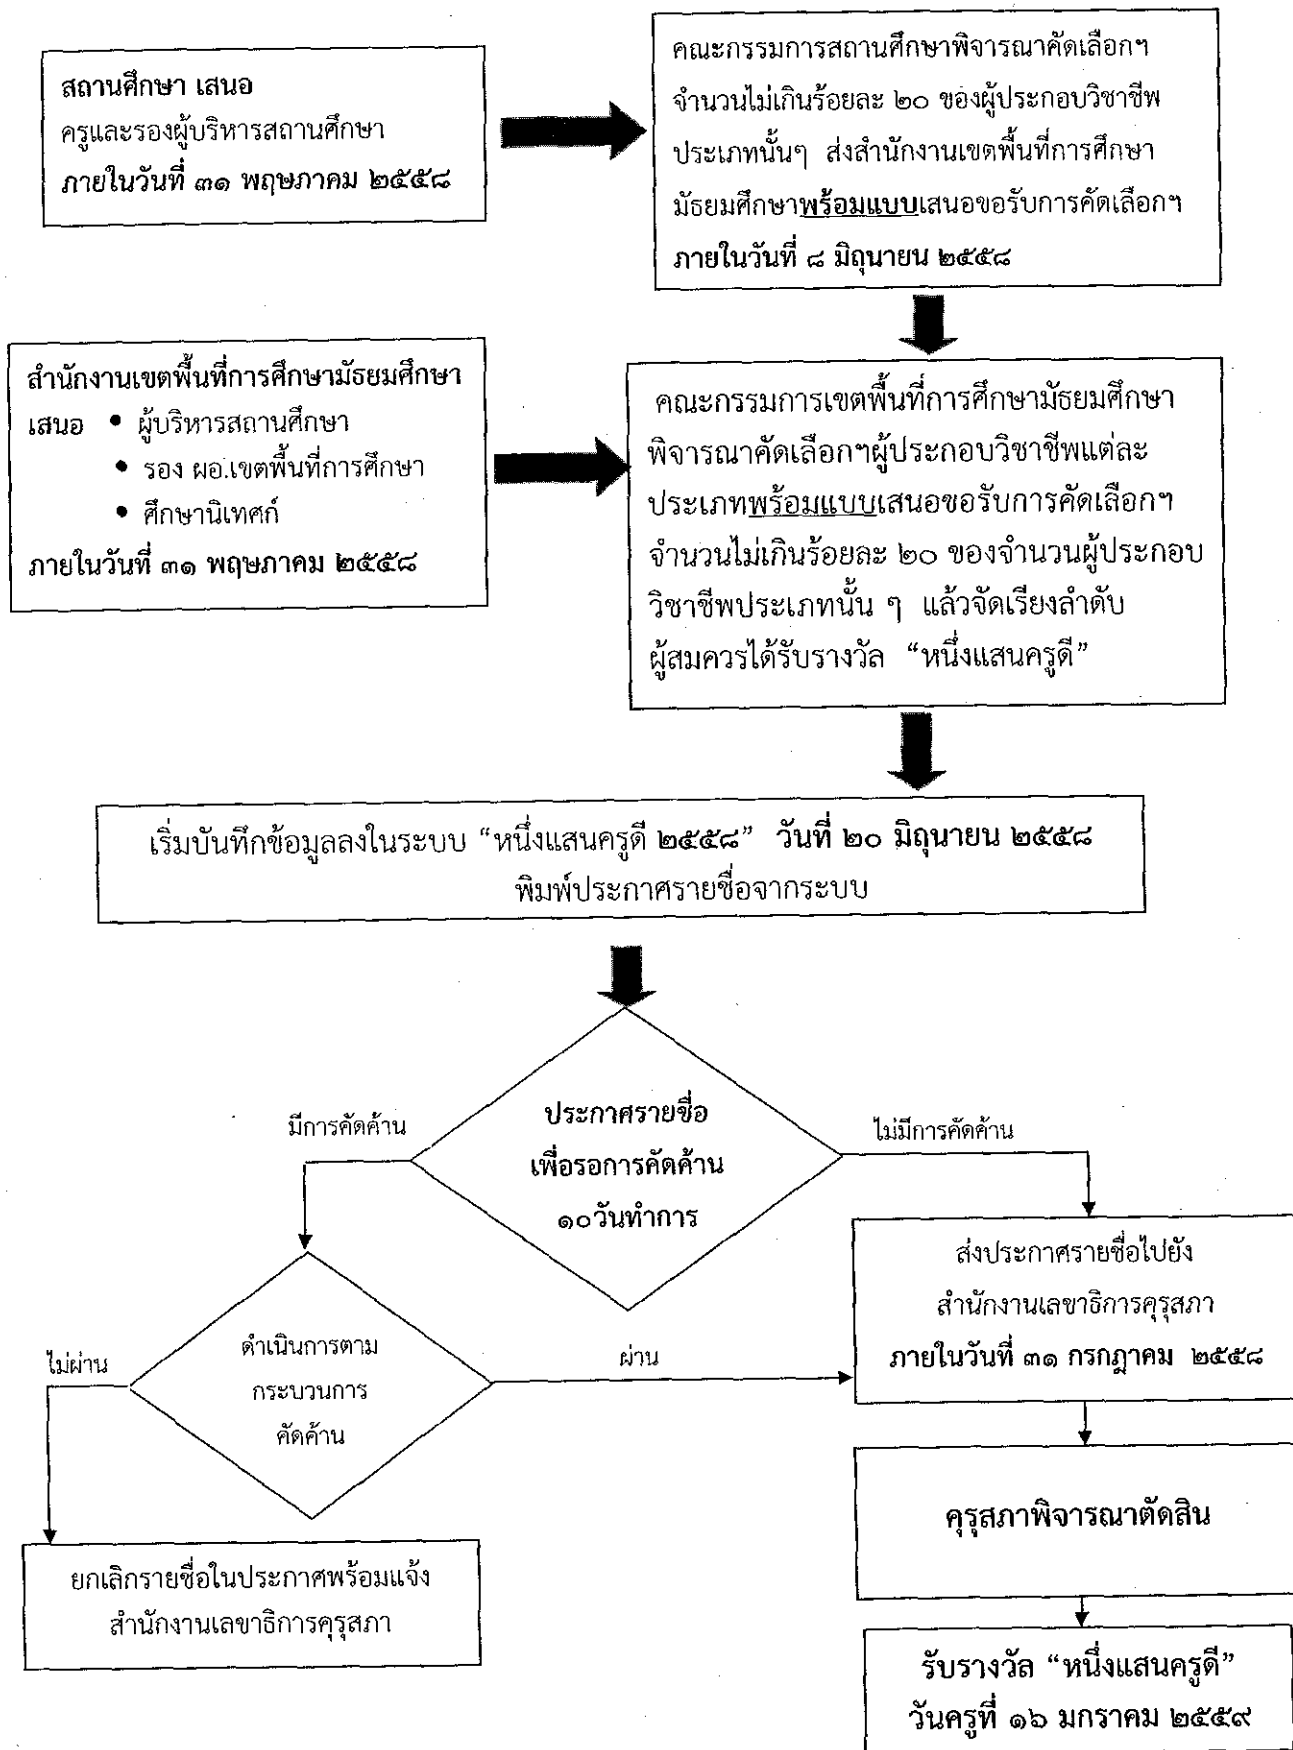 สถานศึกษา เสนอ
ครูและรองผู้บริหารสถานศึกษา
ภายในวันที่ ๓๑ พฤษภาคม ๒๕๕๘
คณะกรรมการสถานศึกษาพิจารณาคัดเลือกฯ
จำนวนไม่เกินร้อยละ ๒๐ ของผู้ประกอบวิชาชีพ
ประเภทนั้นๆ ส่งสำนักงานเขตพื้นที่การศึกษา
มัธยมศึกษาพร้อมแบบเสนอขอรับการคัดเลือกฯ
ภายในวันที่ ๘ มิถุนายน ๒๕๕๘
สำนักงานเขตพื้นที่การศึกษามัธยมศึกษา
เสนอ • ผู้บริหารสถานศึกษา
• รอง ผอ.เขตพื้นที่การศึกษา
• ศึกษานิเทศก์
ภายในวันที่ ๓๑ พฤษภาคม ๒๕๕๘
คณะกรรมการเขตพื้นที่การศึกษามัธยมศึกษา
พิจารณาคัดเลือกฯผู้ประกอบวิชาชีพแต่ละ
ประเภทพร้อมแบบเสนอขอรับการคัดเลือกฯ
จำนวนไม่เกินร้อยละ ๒๐ ของจำนวนผู้ประกอบ
วิชาชีพประเภทนั้น ๆ แล้วจัดเรียงลำดับ
ผู้สมควรได้รับรางวัล “หนึ่งแสนครูดี”
เริ่มบันทึกข้อมูลลงในระบบ “หนึ่งแสนครูดี ๒๕๕๘” วันที่ ๒๐ มิถุนายน ๒๕๕๘
พิมพ์ประกาศรายชื่อจากระบบ
ประกาศรายชื่อ
เพื่อรอการคัดค้าน
๑๐วันทำการ
มีการคัดค้าน
ไม่มีการคัดค้าน
ส่งประกาศรายชื่อไปยัง
สำนักงานเลขาธิการคุรุสภา
ภายในวันที่ ๓๑ กรกฎาคม ๒๕๕๘
ดำเนินการตาม
กระบวนการ
คัดค้าน
ไม่ผ่าน
ผ่าน
คุรุสภาพิจารณาตัดสิน
ยกเลิกรายชื่อในประกาศพร้อมแจ้ง
สำนักงานเลขาธิการคุรุสภา
รับรางวัล “หนึ่งแสนครูดี”
วันครูที่ ๑๖ มกราคม ๒๕๕๙